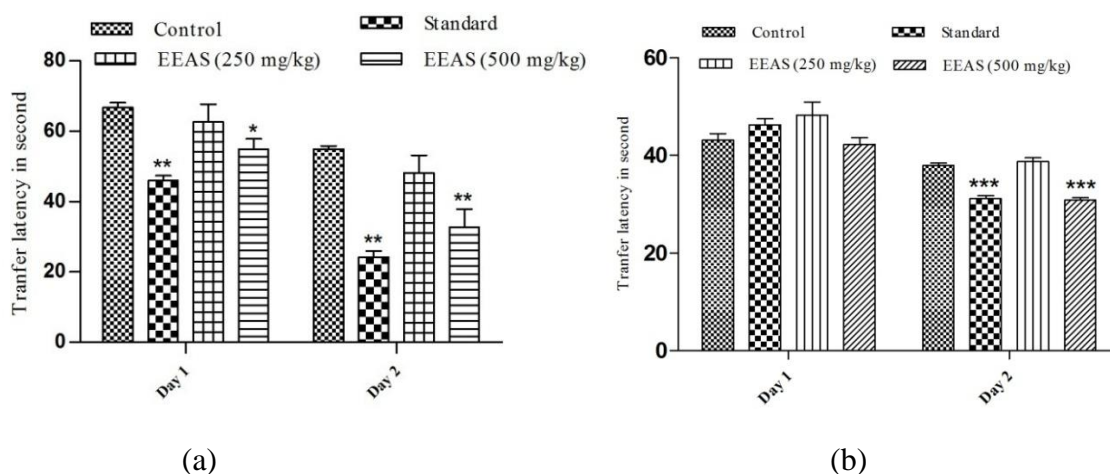 Control
Standard
EEAS (250 mg/kg)
EEAS (500 mg/kg)
Tranfer latency in second
80
60
40
20
0
**
*
**
**
Day 1
Day 2
(a)
Control
Standard
EEAS (250 mg/kg)
EEAS (500 mg/kg)
Tranfer latency in second
60
40
20
0
***
***
Day 1
Day 2
(b)